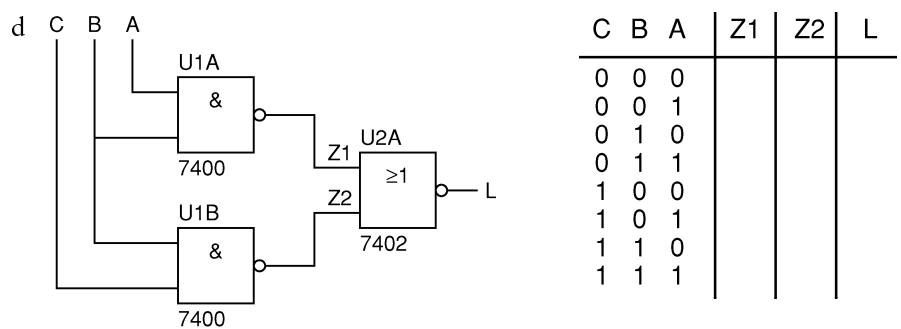 d C B A
U1A
&
7400
Z1
U2A
≥1
Z2
L
7402
U1B
&
7400
C B A Z1 Z2 L
0 0 0
0 0 1
0 1 0
0 1 1
1 0 0
1 0 1
1 1 0
1 1 1